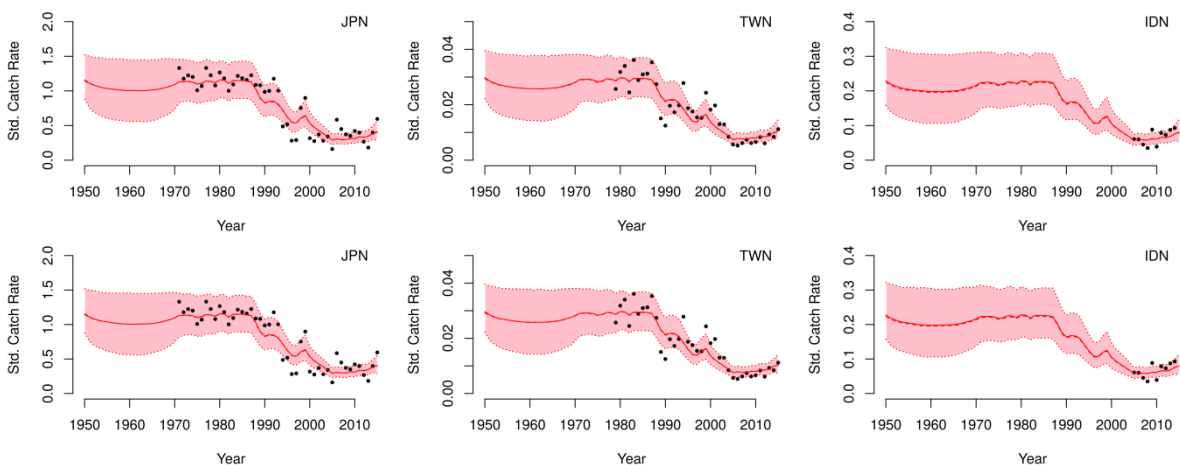 JPN
Std. Catch Rate
0.0 0.5 1.0 1.5 2.0
1950 1960 1970 1980 1990 2000 2010
Year
TWN
Std. Catch Rate
0.00 0.02 0.04
1950 1960 1970 1980 1990 2000 2010
Year
IDN
Std. Catch Rate
0.0 0.1 0.2 0.3 0.4
1950 1960 1970 1980 1990 2000 2010
Year
JPN
Std. Catch Rate
0.0 0.5 1.0 1.5 2.0
1950 1960 1970 1980 1990 2000 2010
Year
TWN
Std. Catch Rate
0.00 0.02 0.04
1950 1960 1970 1980 1990 2000 2010
Year
IDN
Std. Catch Rate
0.0 0.1 0.2 0.3 0.4
1950 1960 1970 1980 1990 2000 2010
Year